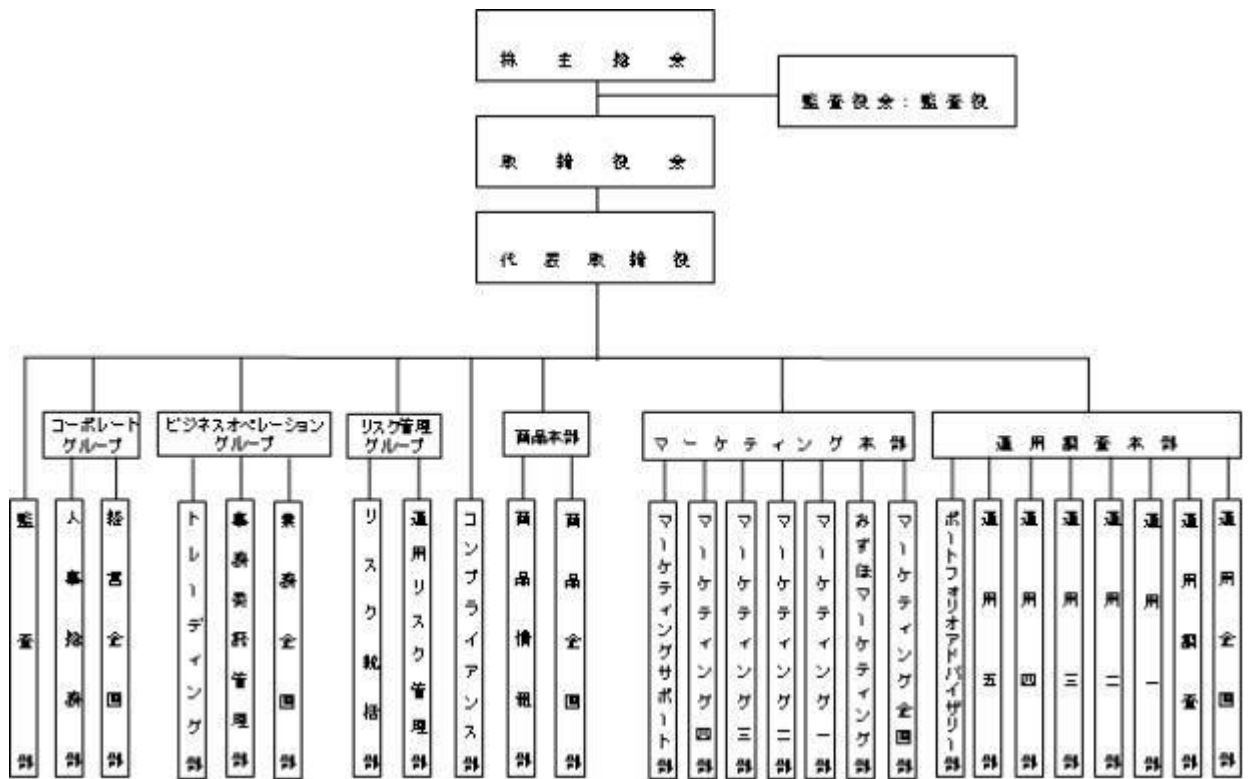 株主総会
監査役会：監査役
取締役会
代表取締役
コーポレート
グループ
ビジネスオペレーション
グループ
リスク管理
グループ
商品本部
マーケティング本部
運用調査本部
監査部
人事総務部
経営企画部
トレーディング部
事務委託管理部
業務企画部
リスク統括部
運用リスク管理部
コンプライアンス部
商品情報部
商品企画部
マーケティングサポート部
マーケティング四部
マーケティング三部
マーケティング二部
マーケティング一部
みずほマーケティング部
マーケティング企画部
ポートフォリオアドバイザリー部
運用五部
運用四部
運用三部
運用二部
運用一部
運用調査部
運用企画部